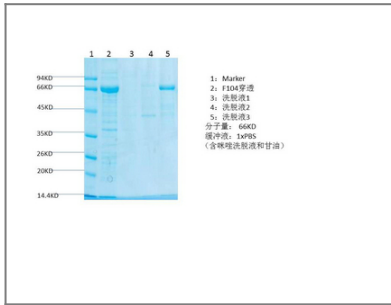 1 2 3 4 5
94KD
66KD
45KD
35KD
26KD
20KD
14.4KD
1: Marker
2: F104穿透
3: 洗脱液1
4: 洗脱液2
5: 洗脱液3
分子量: 66KD
缓冲液: 1xPBS
(含咪唑洗脱液和甘油)